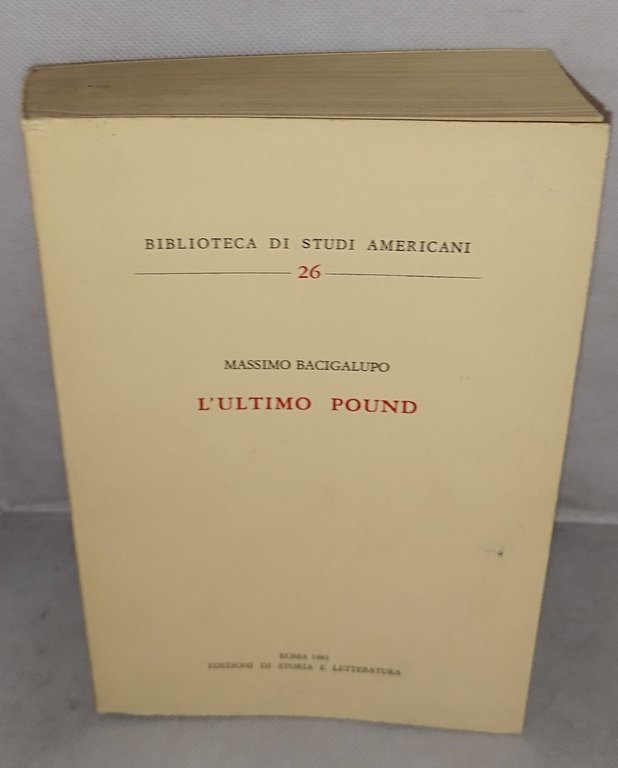 BIBLIOTECA DI STUDI AMERICANI
26
MASSIMO BACIGALUPO
L'ULTIMO POUND
ROMA 1981
EDIZIONI DI STORIA E LETTERATURA